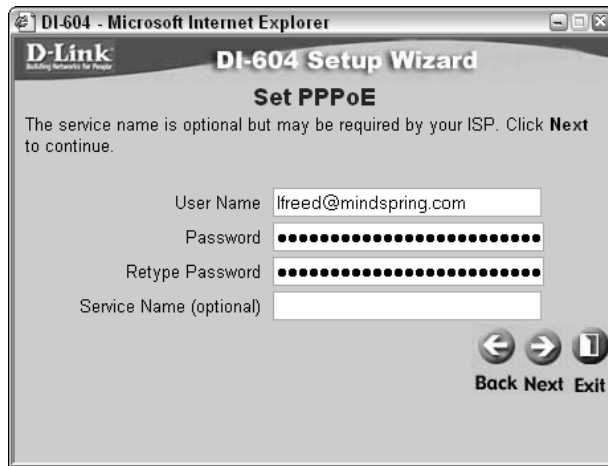 DI-604 - Microsoft Internet Explorer
D-Link
Building Networks for People
DI-604 Setup Wizard
Set PPPoE
The service name is optional but may be required by your ISP. Click Next
to continue.
User Name lfreed@mindspring.com
Password ●●●●●●●●●●●●●●●●●●●●●●●●●
Retype Password ●●●●●●●●●●●●●●●●●●●●●●●●●
Service Name (optional)
Back Next Exit